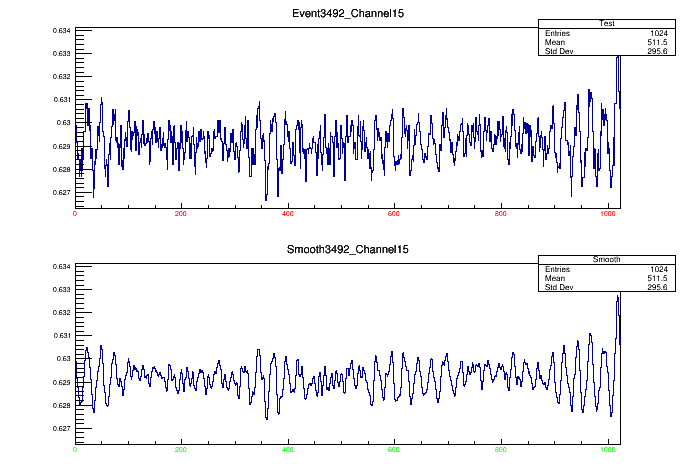 Event3492_Channel15
Test
Entries 1024
Mean 511.5
Std Dev 295.6
0.634
0.633
0.632
0.631
0.63
0.629
0.628
0.627
0 200 400 600 800 1000
Smooth3492_Channel15
Smooth
Entries 1024
Mean 511.5
Std Dev 295.6
0.634
0.633
0.632
0.631
0.63
0.629
0.628
0.627
0 200 400 600 800 1000